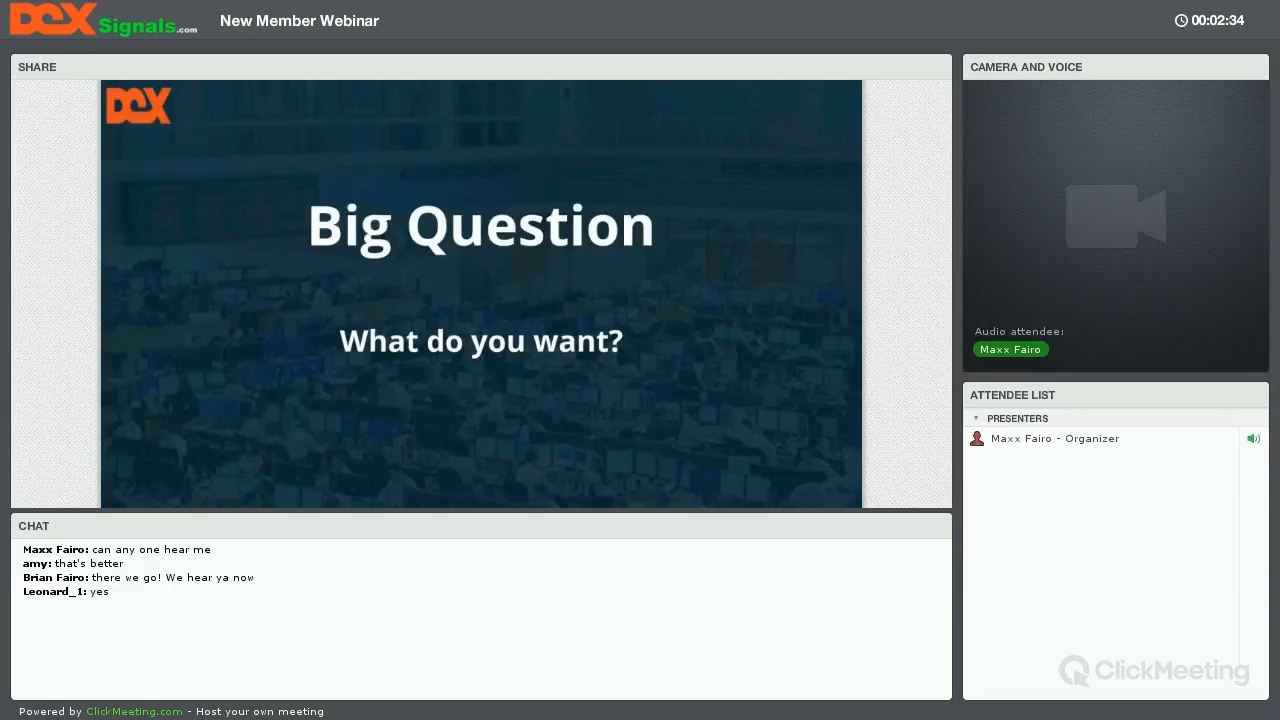 DCX Signals.com New Member Webinar 00:02:34
SHARE
DCX
Big Question
What do you want?
CAMERA AND VOICE
Audio attendee:
Maxx Fairo
ATTENDEE LIST
PRESENTERS
Maxx Fairo - Organizer
ClickMeeting
CHAT
Maxx Fairo: can any one hear me
amy: that's better
Brian Fairo: there we go! We hear ya now
Leonard_1: yes
Powered by ClickMeeting.com - Host your own meeting